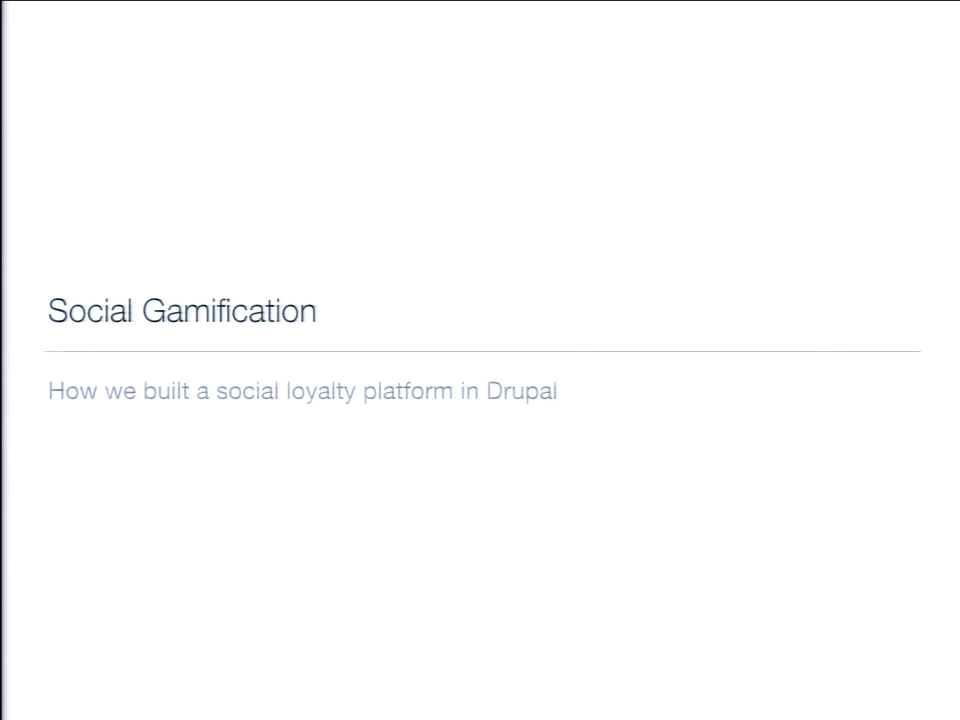 Social Gamification
How we built a social loyalty platform in Drupal